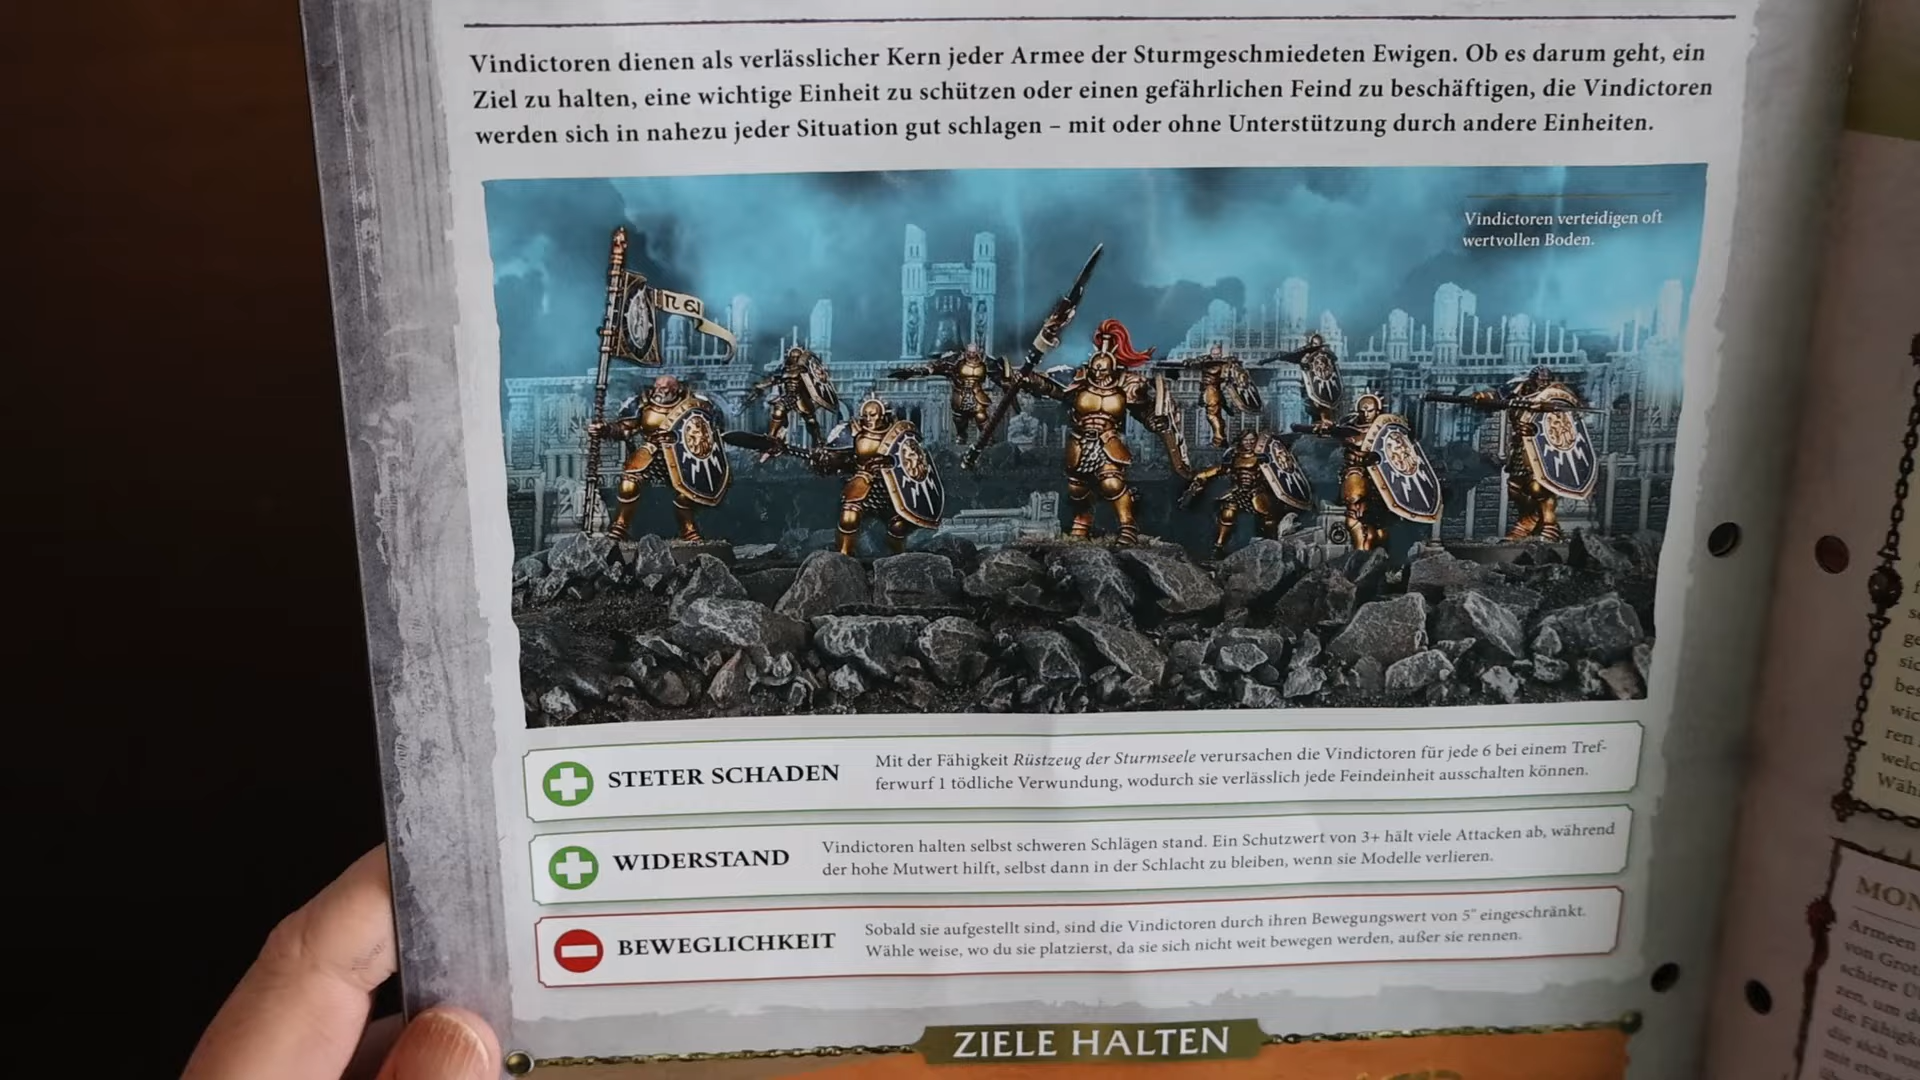 Vindictoren dienen als verlässlicher Kern jeder Armee der Sturmgeschmiedeten Ewigen. Ob es darum geht, ein
Ziel zu halten, eine wichtige Einheit zu schützen oder einen gefährlichen Feind zu beschäftigen, die Vindictoren
werden sich in nahezu jeder Situation gut schlagen – mit oder ohne Unterstützung durch andere Einheiten.
Vindictoren verteidigen oft
wertvollen Boden.
STETER SCHADEN
Mit der Fähigkeit Rüstzeug der Sturmseele verursachen die Vindictoren für jede 6 bei einem Tref-
ferwurf 1 tödliche Verwundung, wodurch sie verlässlich jede Feindeinheit ausschalten können.
WIDERSTAND
Vindictoren halten selbst schweren Schlägen stand. Ein Schutzwert von 3+ hält viele Attacken ab, während
der hohe Mutwert hilft, selbst dann in der Schlacht zu bleiben, wenn sie Modelle verlieren.
BEWEGLICHKEIT
Sobald sie aufgestellt sind, sind die Vindictoren durch ihren Bewegungswert von 5" eingeschränkt.
Wähle weise, wo du sie platzierst, da sie sich nicht weit bewegen werden, außer sie rennen.
ZIELE HALTEN
Armeen
von Grot